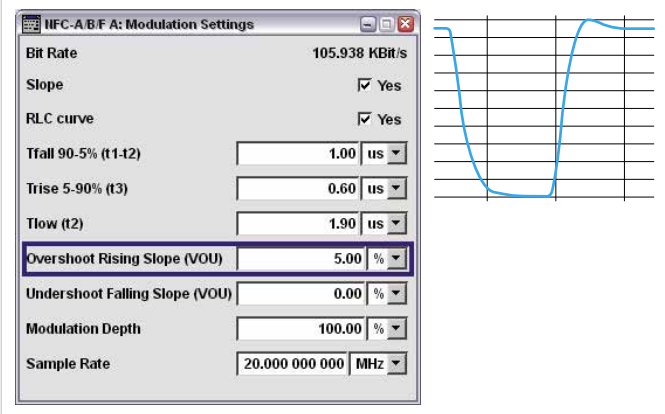 NFC-A/B/F A: Modulation Settings
Bit Rate 105.938 KBit/s
Slope Yes
RLC curve Yes
Tfall 90-5% (t1-t2) 1.00 us
Trise 5-90% (t3) 0.60 us
Tlow (t2) 1.90 us
Overshoot Rising Slope (VOU) 5.00 %
Undershoot Falling Slope (VOU) 0.00 %
Modulation Depth 100.00 %
Sample Rate 20.000 000 000 MHz